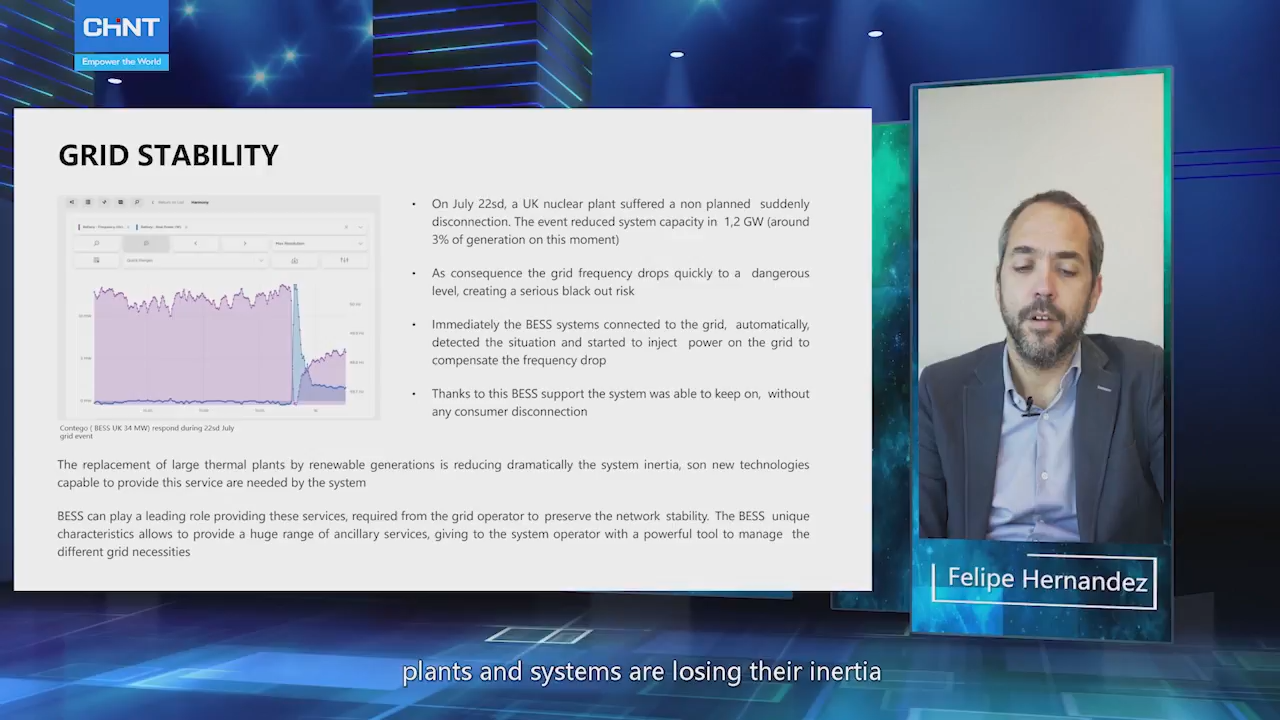 CHNT
Empower the World
GRID STABILITY
Harmony
Max Resolution
Quick Ranges
Contego ( BESS UK 34 MW) respond during 22sd July
grid event
• On July 22sd, a UK nuclear plant suffered a non planned suddenly
disconnection. The event reduced system capacity in 1,2 GW (around
3% of generation on this moment)
• As consequence the grid frequency drops quickly to a dangerous
level, creating a serious black out risk
• Immediately the BESS systems connected to the grid, automatically,
detected the situation and started to inject power on the grid to
compensate the frequency drop
• Thanks to this BESS support the system was able to keep on, without
any consumer disconnection
The replacement of large thermal plants by renewable generations is reducing dramatically the system inertia, son new technologies
capable to provide this service are needed by the system
BESS can play a leading role providing these services, required from the grid operator to preserve the network stability. The BESS unique
characteristics allows to provide a huge range of ancillary services, giving to the system operator with a powerful tool to manage the
different grid necessities
Felipe Hernandez
plants and systems are losing their inertia